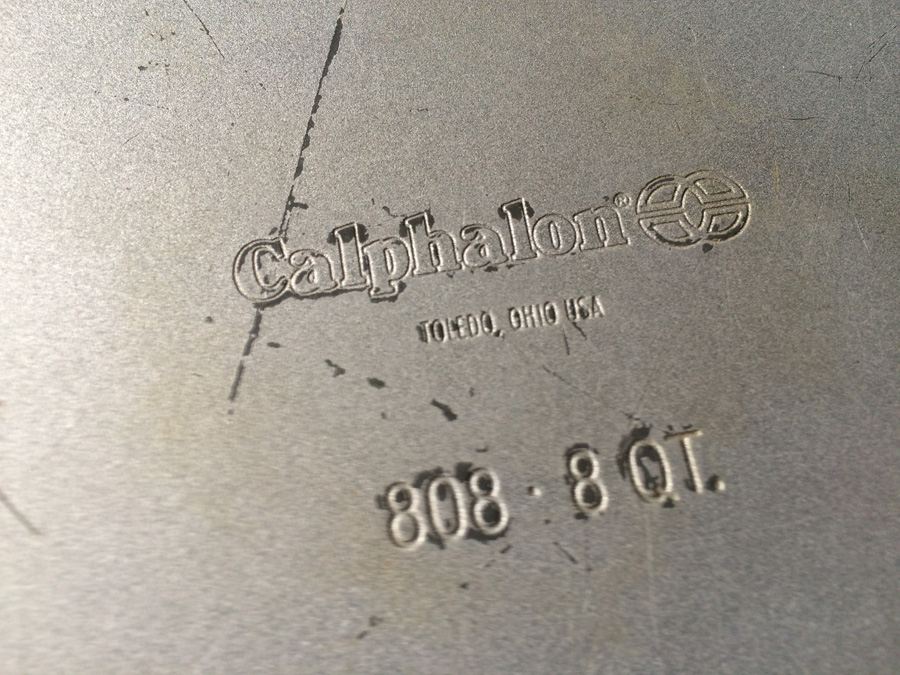 Calphalon®
TOLEDO, OHIO USA
808 · 8 QT.